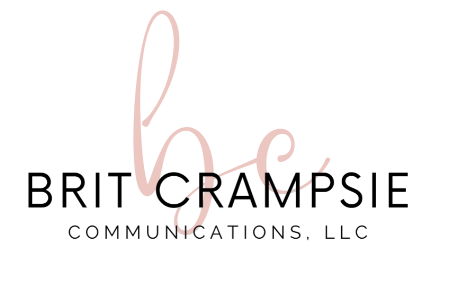 bc
BRIT CRAMPSIE
COMMUNICATIONS, LLC